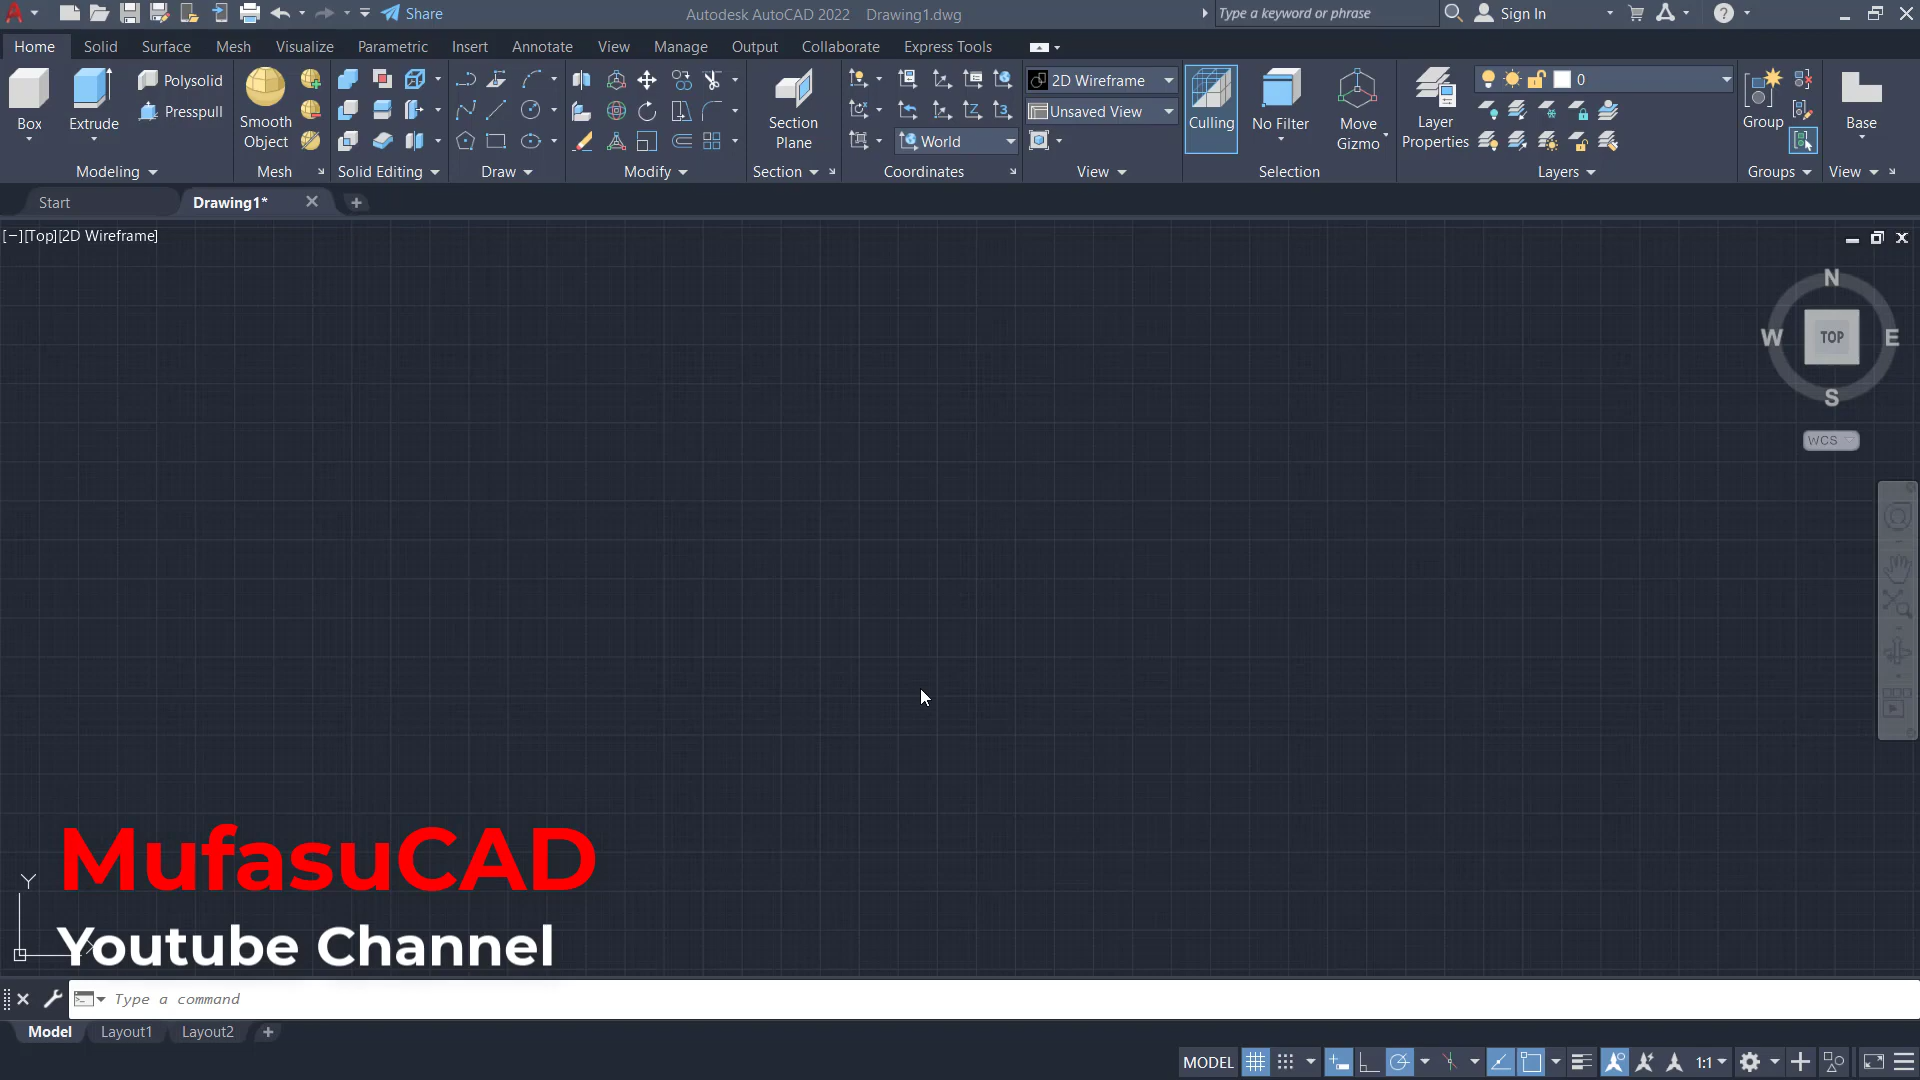 Share
Autodesk AutoCAD 2022 Drawing1.dwg
Type a keyword or phrase
Sign In
Home Solid Surface Mesh Visualize Parametric Insert Annotate View Manage Output Collaborate Express Tools
Box
Extrude
Polysolid
Presspull
Smooth
Object
Section
Plane
World
2D Wireframe
Unsaved View
Culling
No Filter
Move
Gizmo
Layer
Properties
0
Group
Base
Modeling Mesh Solid Editing Draw Modify Section Coordinates View Selection Layers Groups View
Start Drawing1*
[−][Top][2D Wireframe]
N
W TOP E
S
WCS
MufasuCAD
Y
Youtube Channel
Type a command
Model Layout1 Layout2
MODEL 1:1